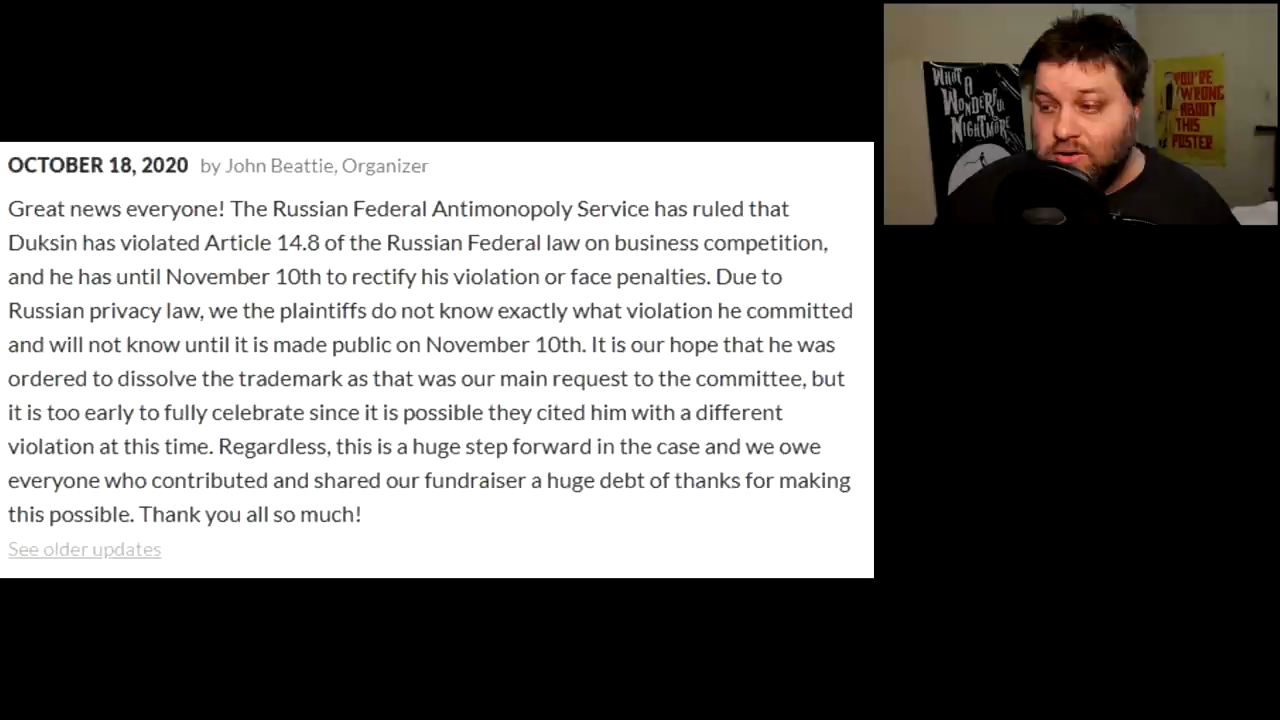 OCTOBER 18, 2020 by John Beattie, Organizer
Great news everyone! The Russian Federal Antimonopoly Service has ruled that
Duksin has violated Article 14.8 of the Russian Federal law on business competition,
and he has until November 10th to rectify his violation or face penalties. Due to
Russian privacy law, we the plaintiffs do not know exactly what violation he committed
and will not know until it is made public on November 10th. It is our hope that he was
ordered to dissolve the trademark as that was our main request to the committee, but
it is too early to fully celebrate since it is possible they cited him with a different
violation at this time. Regardless, this is a huge step forward in the case and we owe
everyone who contributed and shared our fundraiser a huge debt of thanks for making
this possible. Thank you all so much!
See older updates
WHAT
A
WONDERFUL
NIGHTMARE
YOU'RE
WRONG
ABOUT
THIS
POSTER